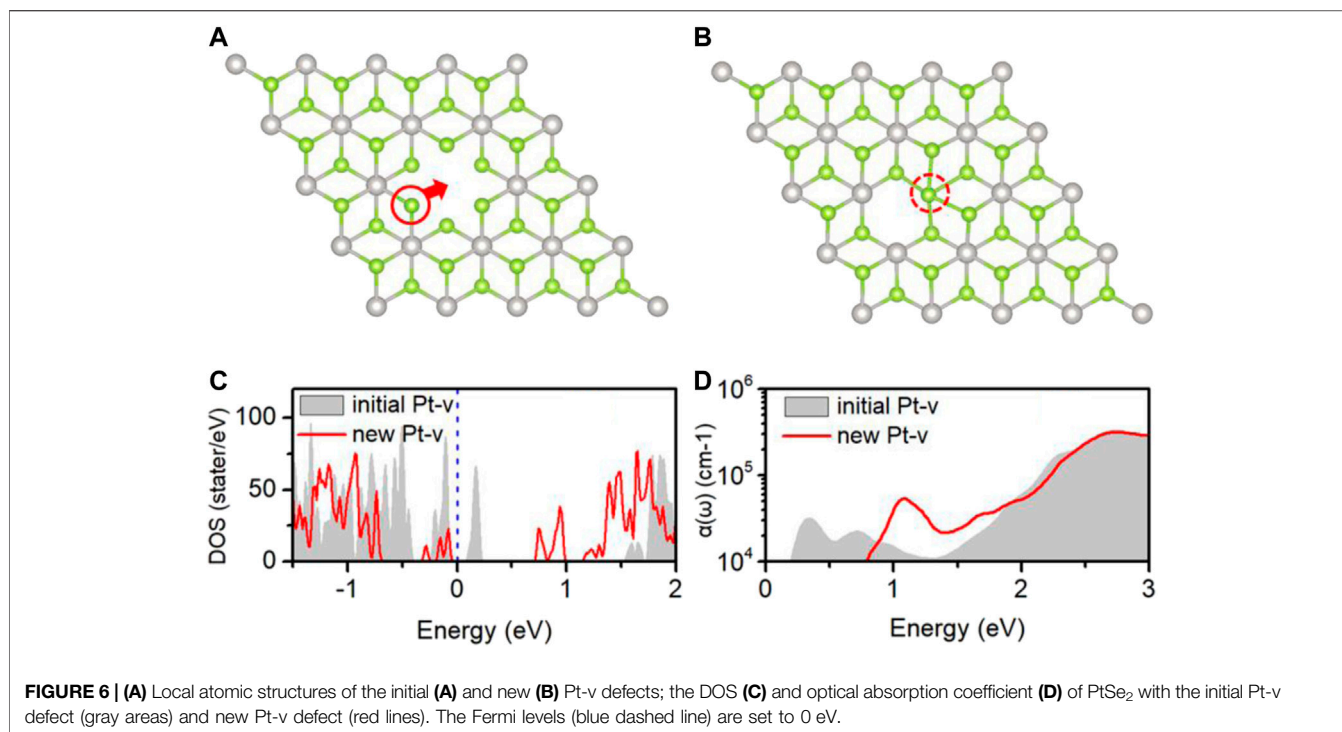 A
B
C
100
50
0
DOS (stater/eV)
initial Pt-v
new Pt-v
-1
0
1
2
Energy (eV)
D
10^6
10^5
10^4
α(ω) (cm-1)
initial Pt-v
new Pt-v
0
1
2
3
Energy (eV)
FIGURE 6 | (A) Local atomic structures of the initial (A) and new (B) Pt-v defects; the DOS (C) and optical absorption coefficient (D) of PtSe₂ with the initial Pt-v
defect (gray areas) and new Pt-v defect (red lines). The Fermi levels (blue dashed line) are set to 0 eV.